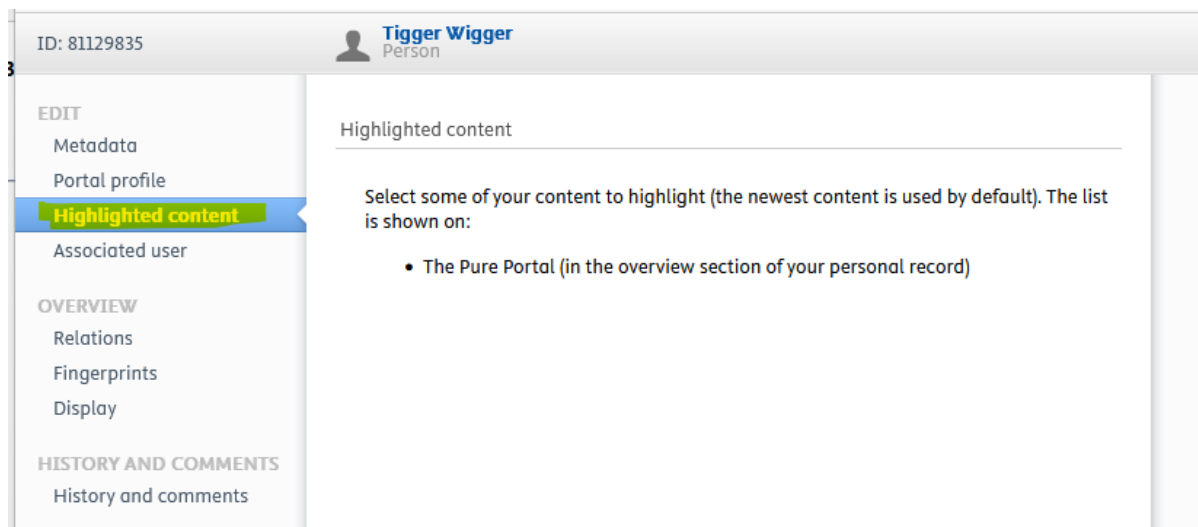 ID: 81129835
Tigger Wigger
Person
EDIT
Metadata
Portal profile
Highlighted content
Associated user
OVERVIEW
Relations
Fingerprints
Display
HISTORY AND COMMENTS
History and comments
Highlighted content
Select some of your content to highlight (the newest content is used by default). The list
is shown on:
• The Pure Portal (in the overview section of your personal record)